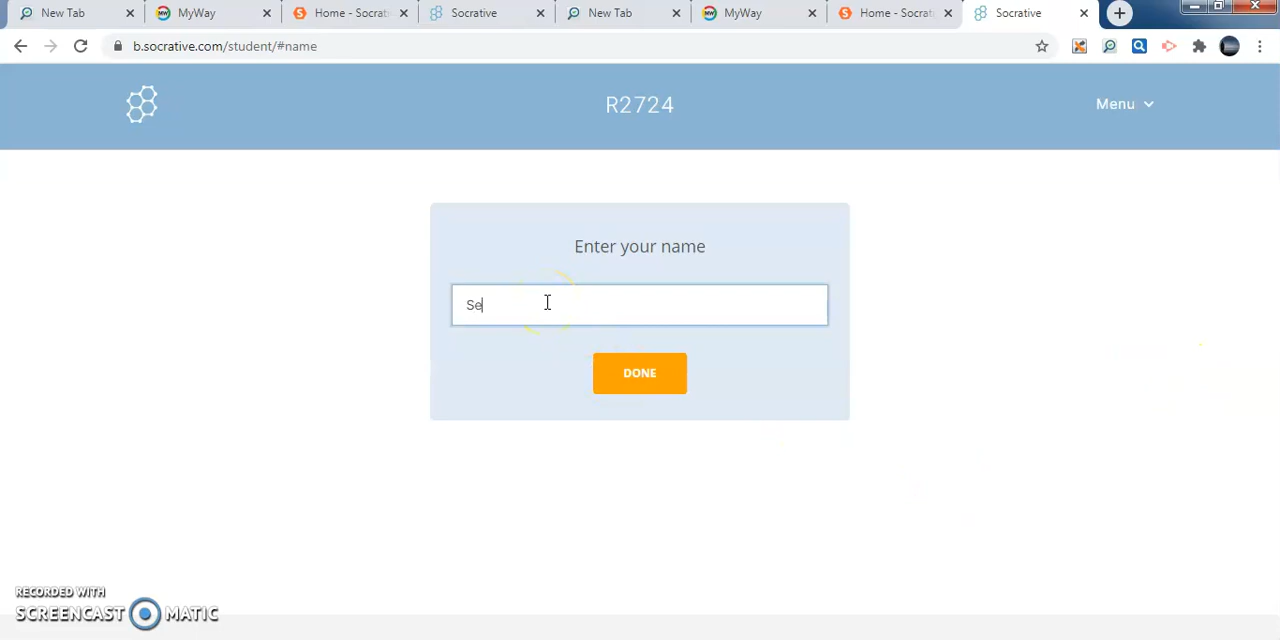 New Tab MyWay Home - Socrati Socrative New Tab MyWay Home - Socrati Socrative
b.socrative.com/student/#name
R2724
Menu
Enter your name
Se
DONE
RECORDED WITH
SCREENCAST MATIC